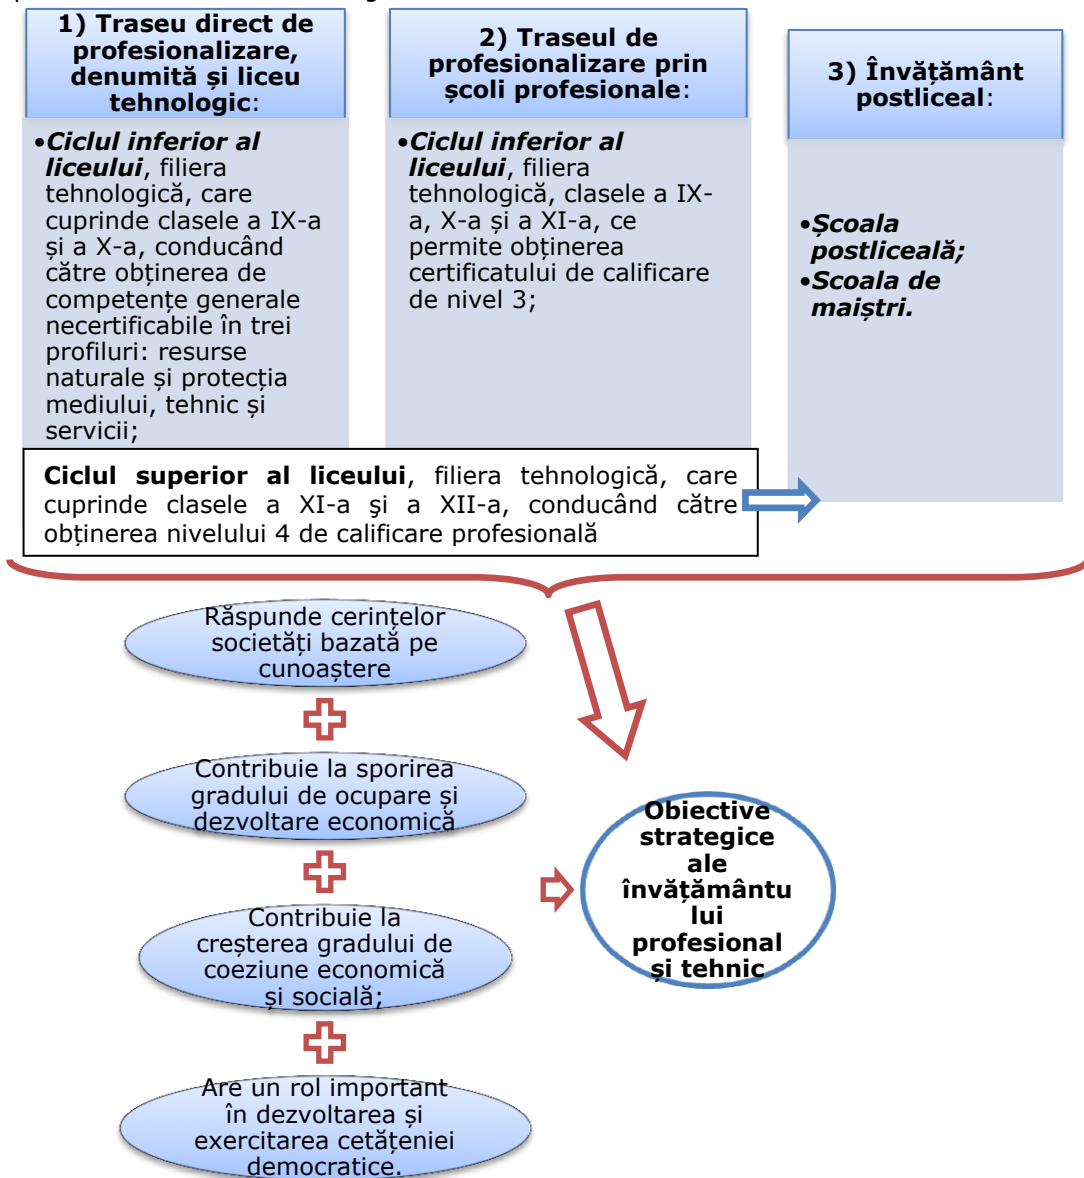 1) Traseu direct de
profesionalizare,
denumită și liceu
tehnologic:
•Ciclul inferior al
liceului, filiera
tehnologică, care
cuprinde clasele a IX-a
și a X-a, conducând
către obținerea de
competențe generale
necertificabile în trei
profiluri: resurse
naturale și protecția
mediului, tehnic și
servicii;
2) Traseul de
profesionalizare prin
școli profesionale:
•Ciclul inferior al
liceului, filiera
tehnologică, clasele a IX-
a, X-a și a XI-a, ce
permite obținerea
certificatului de calificare
de nivel 3;
3) Învățământ
postliceal:
•Școala
postliceală;
•Scoala de
maiștri.
Ciclul superior al liceului, filiera tehnologică, care
cuprinde clasele a XI-a şi a XII-a, conducând către
obținerea nivelului 4 de calificare profesională
Răspunde cerințelor
societăți bazată pe
cunoaștere
Contribuie la sporirea
gradului de ocupare și
dezvoltare economică
Contribuie la
creșterea gradului de
coeziune economică
și socială;
Are un rol important
în dezvoltarea și
exercitarea cetățeniei
democratice.
Obiective
strategice
ale
învățământu
lui
profesional
și tehnic